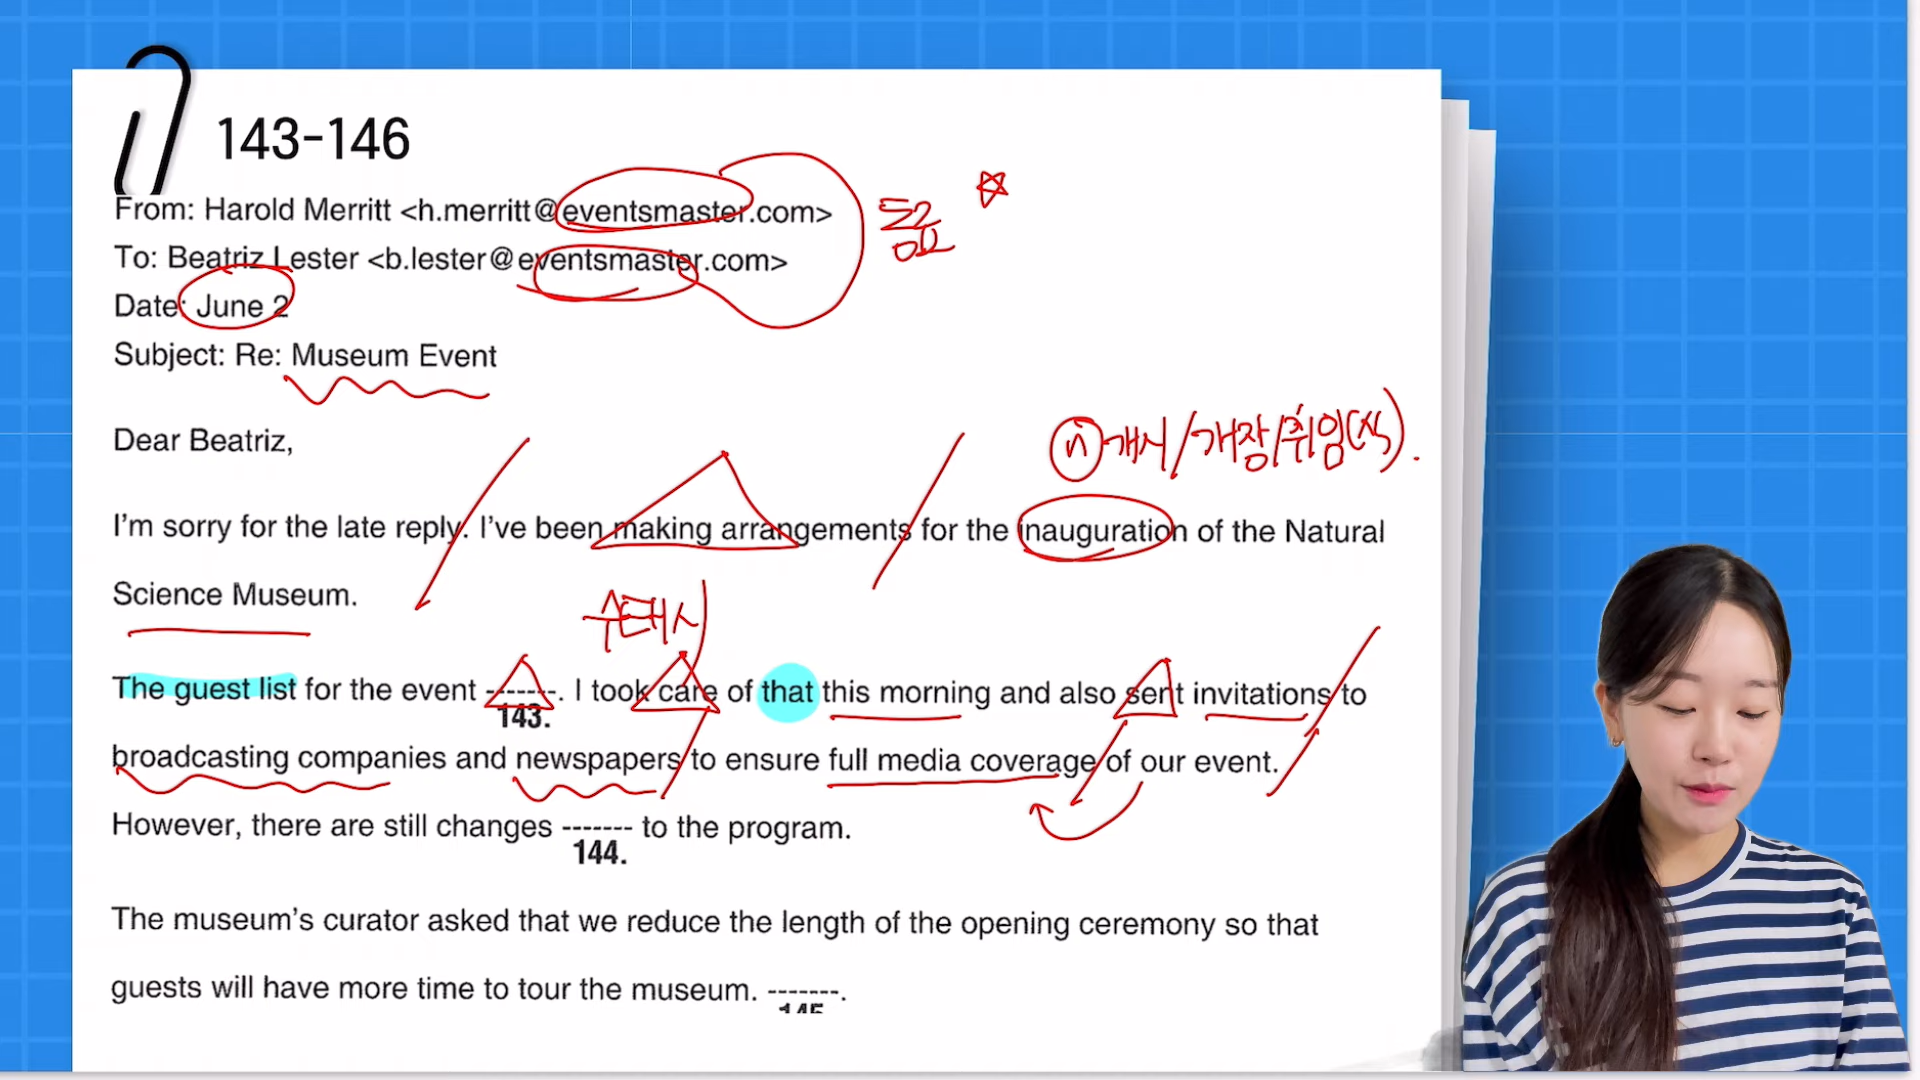 143-146
From: Harold Merritt <h.merritt@eventsmaster.com>
중요
To: Beatriz Lester <b.lester@eventsmaster.com>
Date: June 2
Subject: Re: Museum Event
Dear Beatriz,
n 개시/개장/취임(식).
I'm sorry for the late reply. I've been making arrangements for the inauguration of the Natural
Science Museum.
수틴태시
The guest list for the event -------. I took care of that this morning and also sent invitations to
143.
broadcasting companies and newspapers to ensure full media coverage of our event.
However, there are still changes ------- to the program.
144.
The museum's curator asked that we reduce the length of the opening ceremony so that
guests will have more time to tour the museum. -------.
145